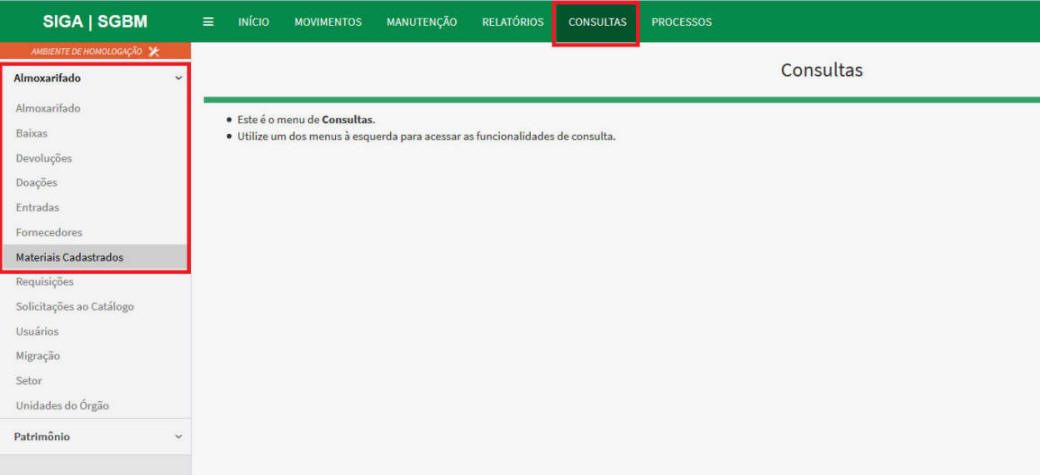 SIGA | SGBM
INÍCIO MOVIMENTOS MANUTENÇÃO RELATÓRIOS CONSULTAS PROCESSOS
AMBIENTE DE HOMOLOGAÇÃO
Almoxarifado
Almoxarifado
Baixas
Devoluções
Doações
Entradas
Fornecedores
Materiais Cadastrados
Requisições
Solicitações ao Catálogo
Usuários
Migração
Setor
Unidades do Órgão
Patrimônio
Consultas
Este é o menu de Consultas.
Utilize um dos menus à esquerda para acessar as funcionalidades de consulta.